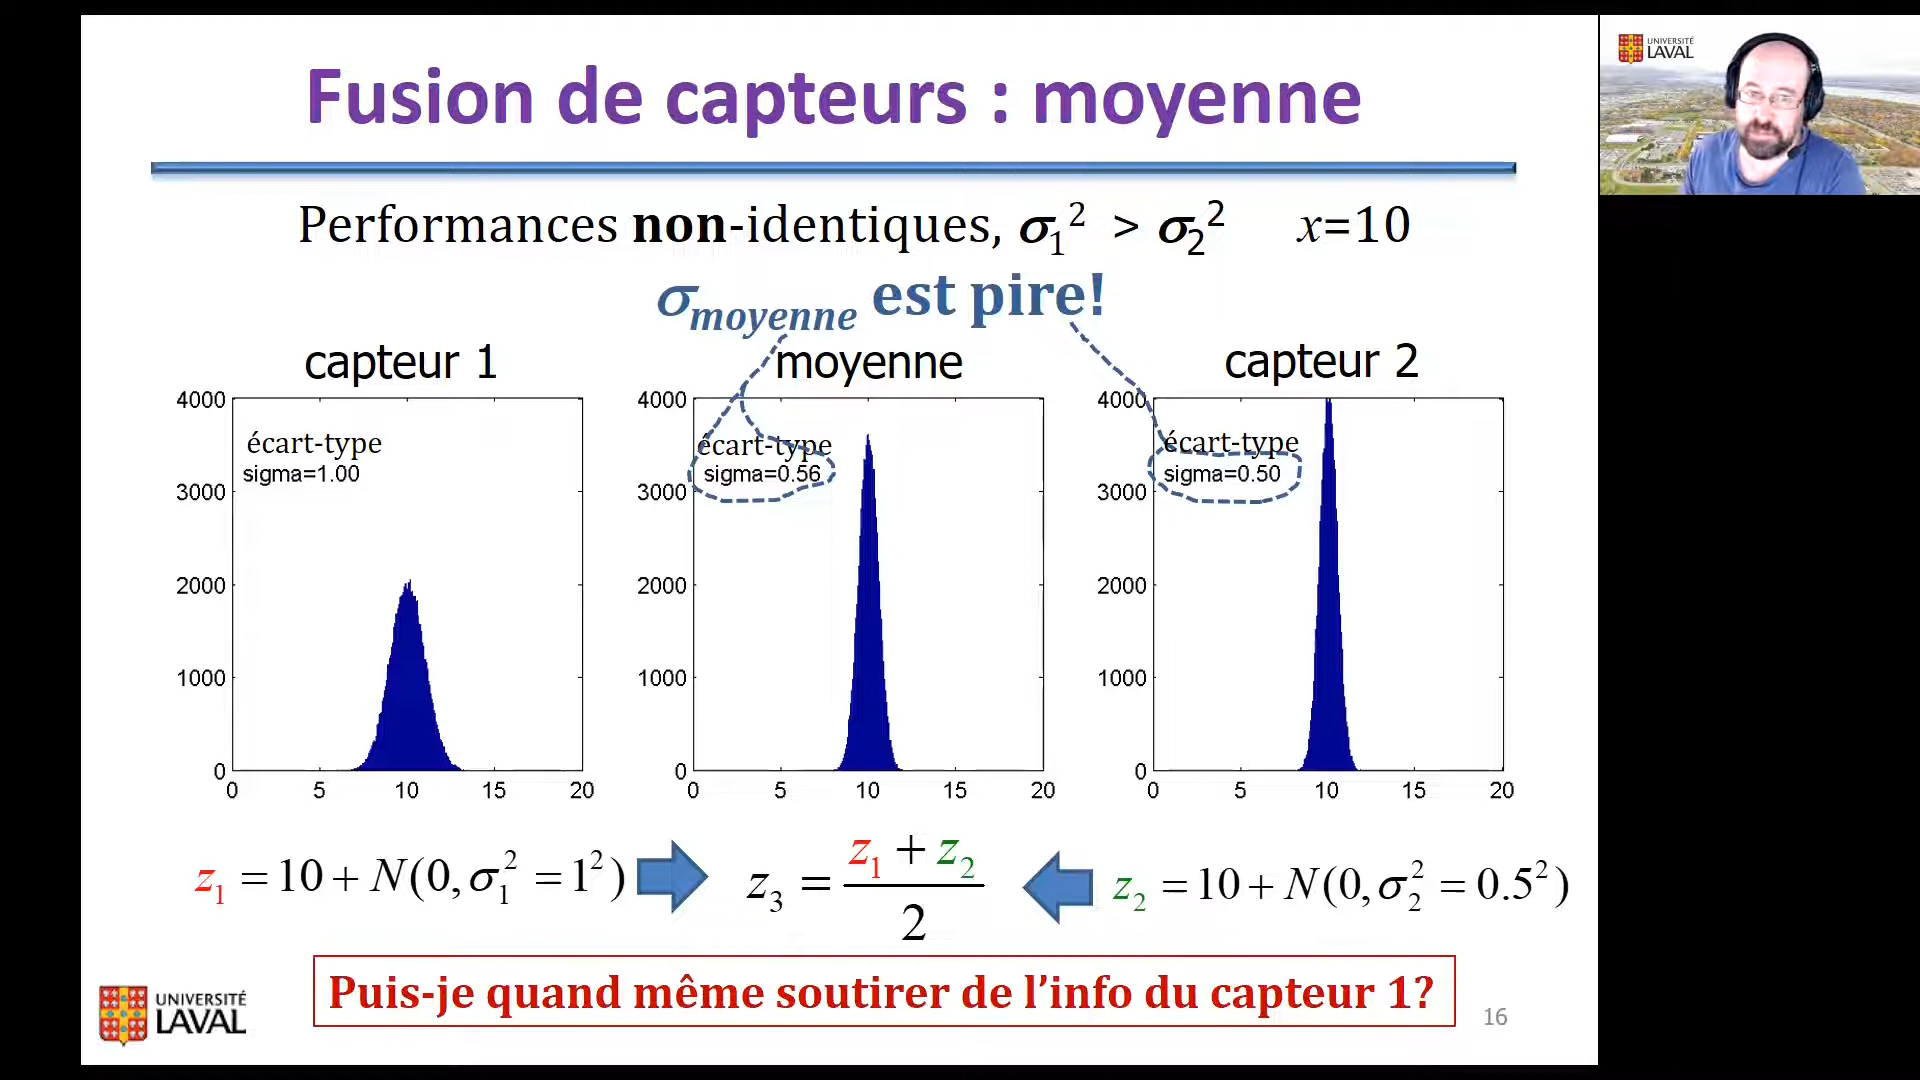 Fusion de capteurs : moyenne
Performances non-identiques, σ₁² > σ₂² x=10
σmoyenne est pire!
capteur 1
moyenne
capteur 2
4000
écart-type
sigma=1.00
3000
2000
1000
0
0 5 10 15 20
4000
écart-type
sigma=0.56
3000
2000
1000
0
0 5 10 15 20
4000
écart-type
sigma=0.50
3000
2000
1000
0
0 5 10 15 20
z₁ = 10 + N(0, σ₁² = 1²)
z₃ = (z₁ + z₂) / 2
z₂ = 10 + N(0, σ₂² = 0.5²)
Puis-je quand même soutirer de l’info du capteur 1?
UNIVERSITÉ
LAVAL
16
UNIVERSITÉ
LAVAL